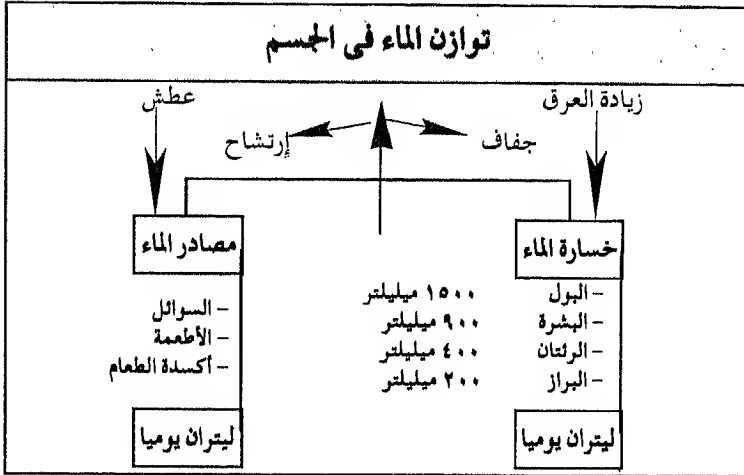 توازن الماء فى الجسم
زيادة العرق
عطش
جفاف
إرتشاح
خسارة الماء
– البول ١٥٠٠ ميليلتر
– البشرة ٩٠٠ ميليلتر
– الرئتان ٤٠٠ ميليلتر
– البراز ٢٠٠ ميليلتر
ليتران يوميا
مصادر الماء
– السوائل
– الأطعمة
– أكسدة الطعام
ليتران يوميا